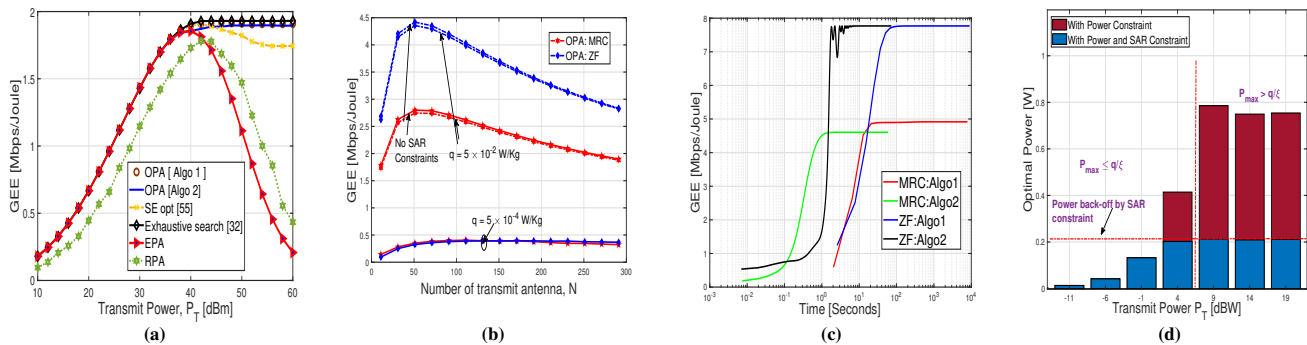 GEE [Mbps/Joule]
2
1.5
1
0.5
0
OPA [ Algo 1 ]
OPA [Algo 2]
SE opt [55]
Exhaustive search [32]
EPA
RPA
10 20 30 40 50 60
Transmit Power, P_T [dBm]
(a)
GEE [Mbps/Joule]
4.5
4
3.5
3
2.5
2
1.5
1
0.5
0
OPA: MRC
OPA: ZF
No SAR
Constraints
q = 5 × 10⁻² W/Kg
q = 5 × 10⁻⁴ W/Kg
0 50 100 150 200 250 300
Number of transmit antenna, N
(b)
GEE [Mbps/Joule]
8
7
6
5
4
3
2
1
0
MRC:Algo1
MRC:Algo2
ZF:Algo1
ZF:Algo2
10⁻³ 10⁻² 10⁻¹ 10⁰ 10¹ 10² 10³ 10⁴
Time [Seconds]
(c)
Optimal Power [W]
1.2
1
0.8
0.6
0.4
0.2
0
With Power Constraint
With Power and SAR Constraint
P_max > q/ξ
P_max ≤ q/ξ
Power back-off by SAR
constraint
-11 -6 -1 4 9 14 19
Transmit Power P_T [dBW]
(d)